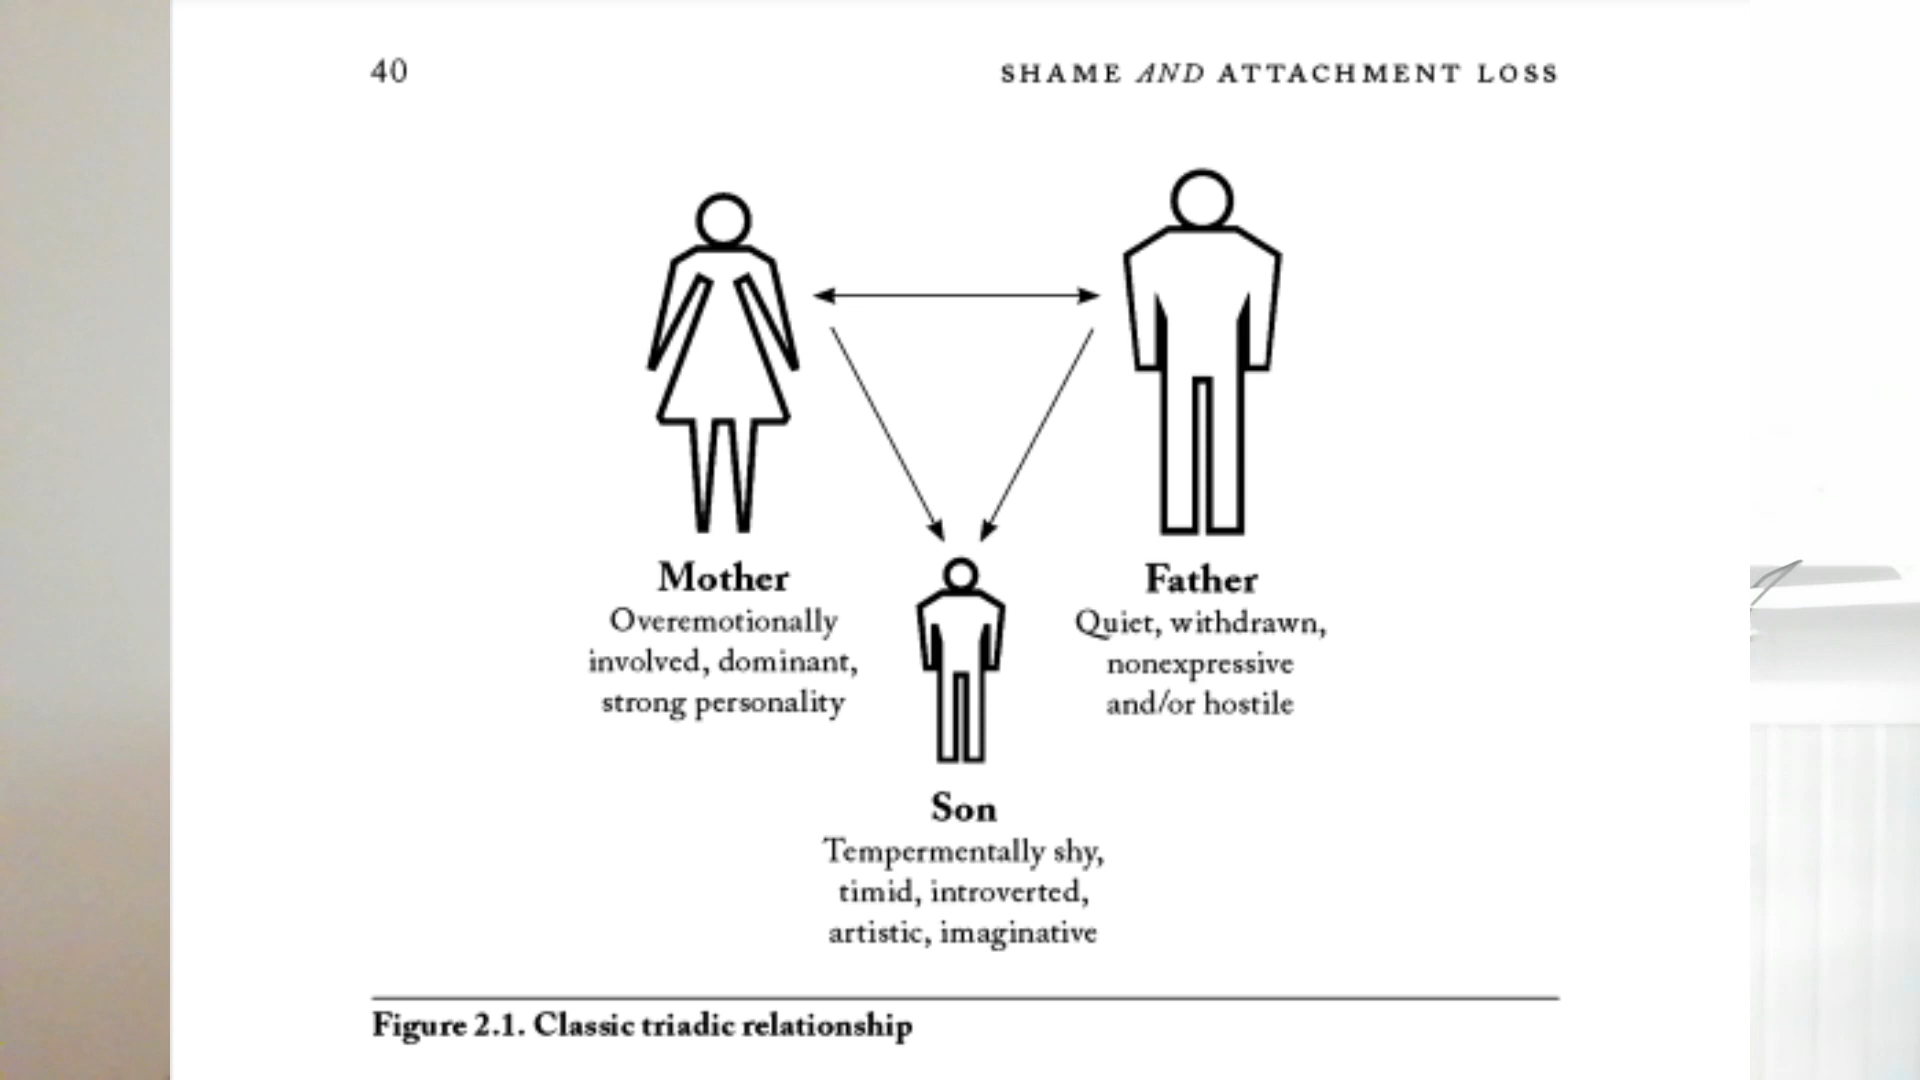 40
SHAME AND ATTACHMENT LOSS
Mother
Overemotionally
involved, dominant,
strong personality
Father
Quiet, withdrawn,
nonexpressive
and/or hostile
Son
Tempermentally shy,
timid, introverted,
artistic, imaginative
Figure 2.1. Classic triadic relationship